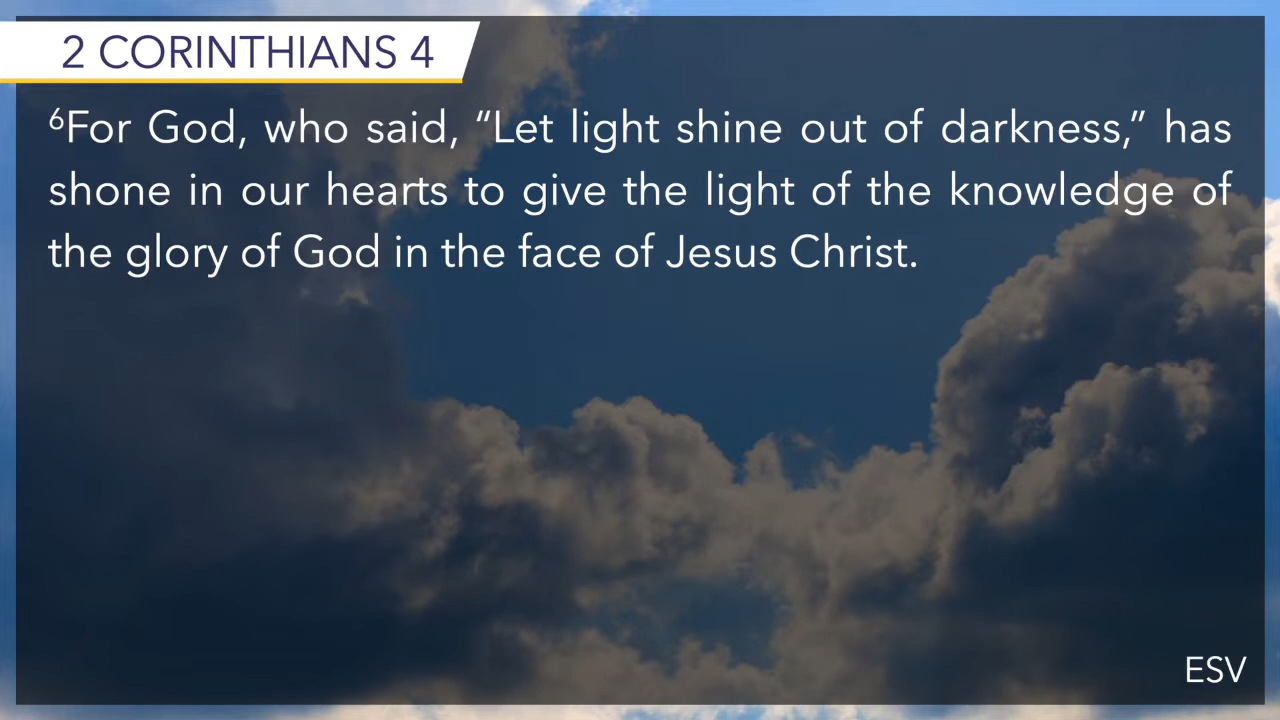 2 CORINTHIANS 4
⁶For God, who said, “Let light shine out of darkness,” has
shone in our hearts to give the light of the knowledge of
the glory of God in the face of Jesus Christ.
ESV